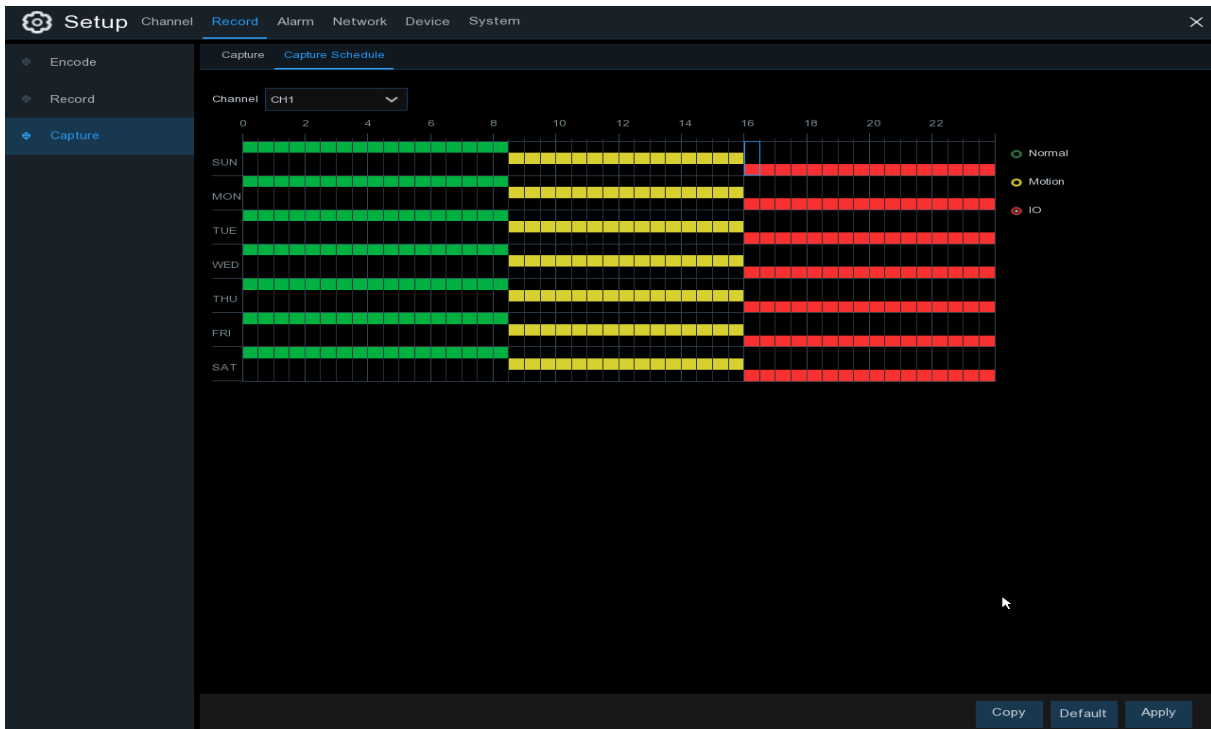 Setup Channel Record Alarm Network Device System
Encode
Record
Capture
Capture Capture Schedule
Channel CH1
0 2 4 6 8 10 12 14 16 18 20 22
SUN
MON
TUE
WED
THU
FRI
SAT
Normal
Motion
IO
Copy Default Apply